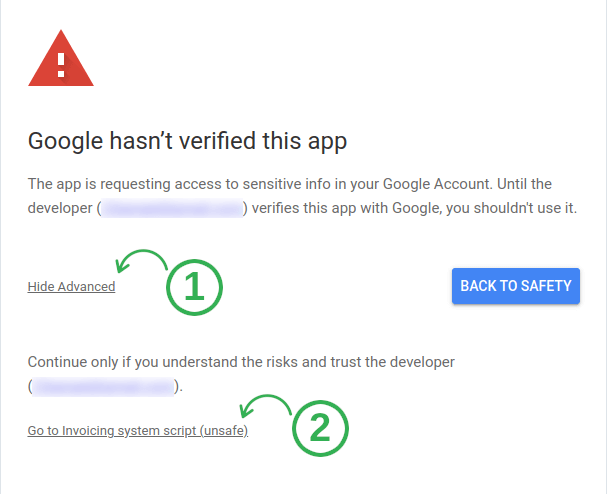 Google hasn't verified this app
The app is requesting access to sensitive info in your Google Account. Until the
developer () verifies this app with Google, you shouldn't use it.
1
Hide Advanced
BACK TO SAFETY
Continue only if you understand the risks and trust the developer
().
2
Go to Invoicing system script (unsafe)